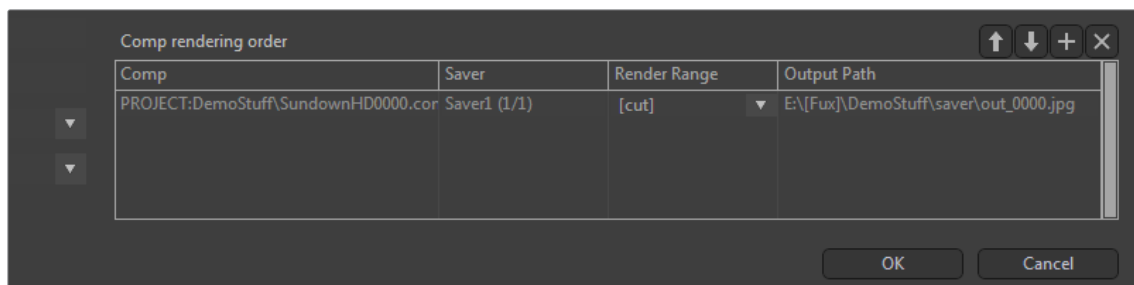 Comp rendering order
Comp Saver Render Range Output Path
PROJECT:DemoStuff\SundownHD0000.cor Saver1 (1/1) [cut] E:\[Fux]\DemoStuff\saver\out_0000.jpg
OK Cancel